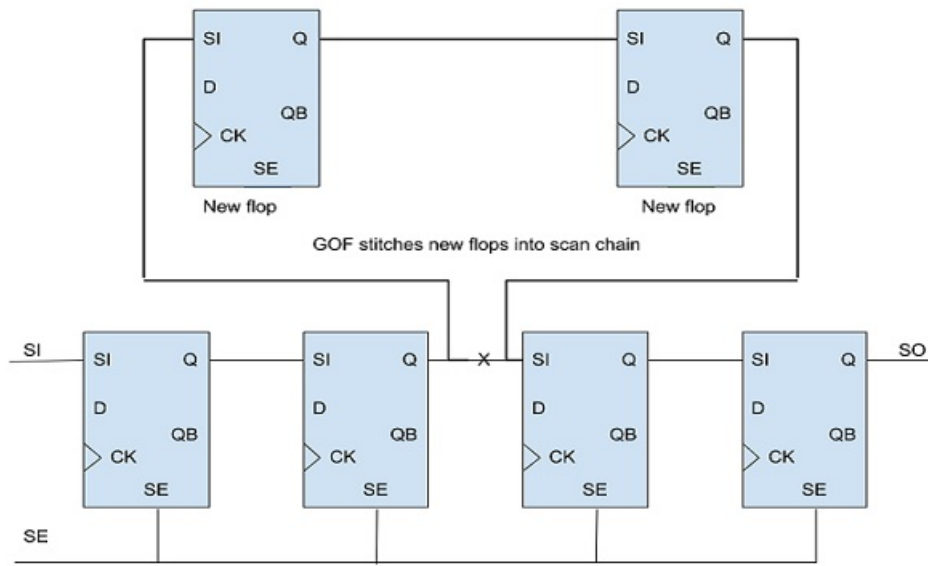 SI Q SI Q
D D
QB QB
CK CK
SE SE
New flop New flop
GOF stitches new flops into scan chain
SI SO
SI Q SI Q X SI Q SI Q
D D D D
QB QB QB QB
CK CK CK CK
SE SE SE SE
SE